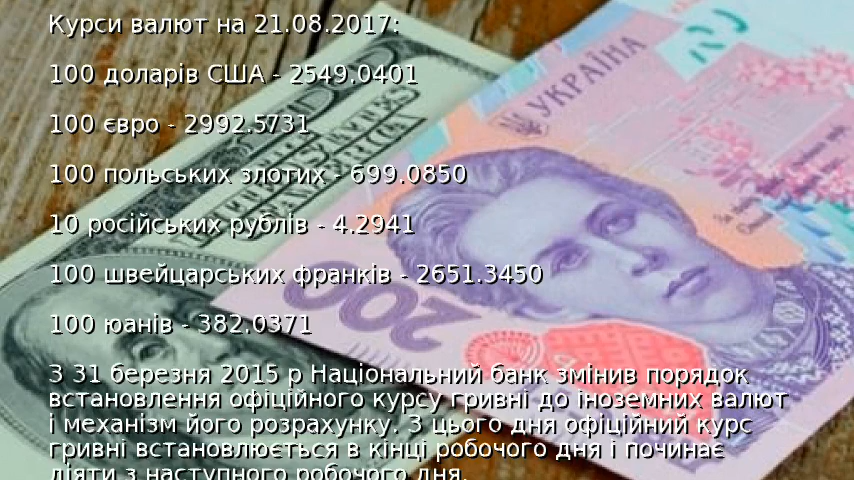 Курси валют на 21.08.2017:
100 доларів США - 2549.0401
100 євро - 2992.5731
100 польських злотих - 699.0850
10 російських рублів - 4.2941
100 швейцарських франків - 2651.3450
100 юанів - 382.0371
З 31 березня 2015 р Національний банк змінив порядок
встановлення офіційного курсу гривні до іноземних валют
і механізм його розрахунку. З цього дня офіційний курс
гривні встановлюється в кінці робочого дня і починає
діяти з наступного робочого дня.
УКРАЇНА
200